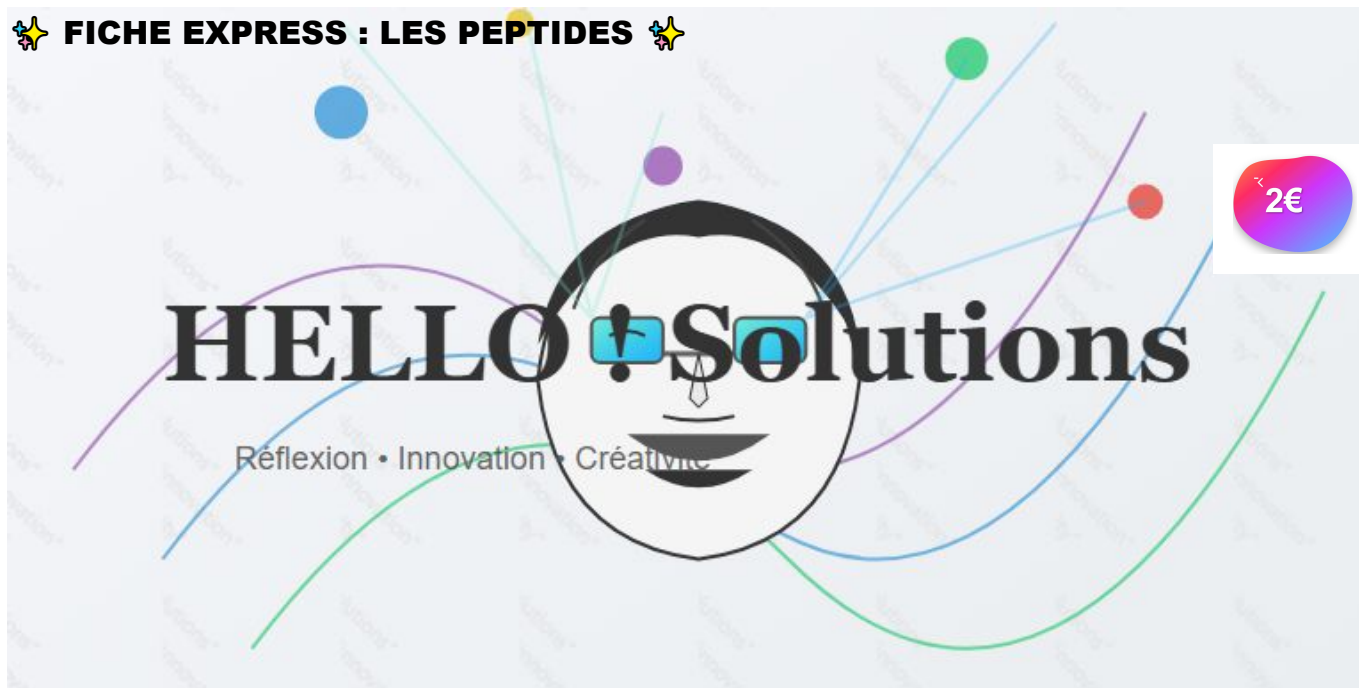 ✨ FICHE EXPRESS : LES PEPTIDES ✨
2€
HELLO ! Solutions
Réflexion • Innovation • Créativité